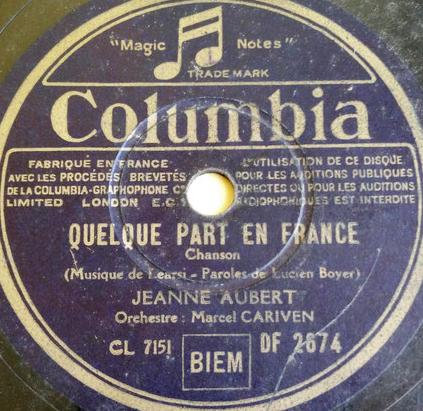 "Magic Notes"
TRADE MARK
Columbia
FABRIQUÉ EN FRANCE
AVEC LES PROCÉDÉS BREVETÉS
DE LA COLUMBIA-GRAPHOPHONE Cº
LIMITED LONDON E.C.1
L'UTILISATION DE CE DISQUE
POUR LES AUDITIONS PUBLIQUES
DIRECTES OU POUR LES AUDITIONS
RADIOPHONIQUES EST INTERDITE
QUELQUE PART EN FRANCE
Chanson
(Musique de Learsi - Paroles de Lucien Boyer)
JEANNE AUBERT
Orchestre : Marcel CARIVEN
CL 7151
BIEM
DF 2674